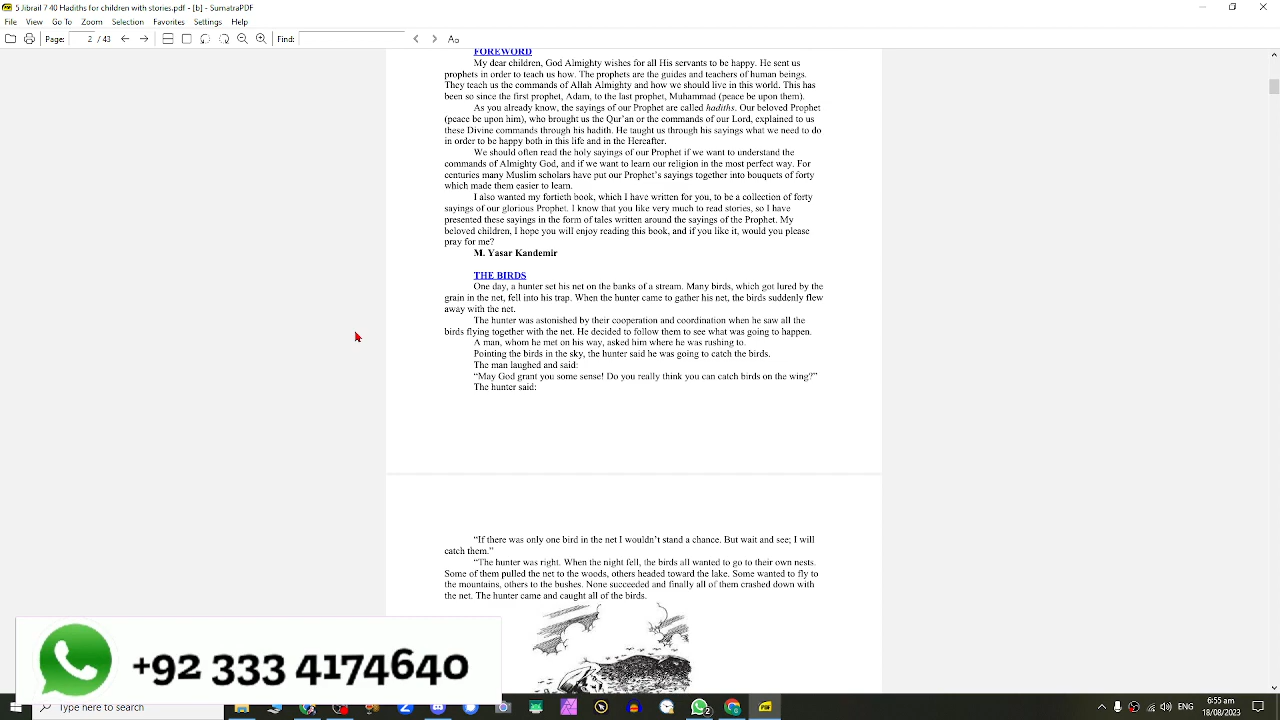 S.Jibrail 7 40 Hadiths for children with stories.pdf - [b] - SumatraPDF
File View Go To Zoom Favorites Settings Help
Page: 2 / 43 Find:
FOREWORD
My dear children, God Almighty wishes for all His servants to be happy. He sent us
prophets in order to teach us how. The prophets are the guides and teachers of human beings.
They teach us the commands of Allah Almighty and how we should live in this world. This has
been so since the first prophet, Adam, to the last prophet, Muhammad (peace be upon them).
As you already know, the sayings of our Prophet are called hadiths. Our beloved Prophet
(peace be upon him), who brought us the Qur'an or the commands of our Lord, explained to us
these Divine commands through his hadith. He taught us through his sayings what we need to do
in order to be happy both in this life and in the Hereafter.
We should often read the holy sayings of our Prophet if we want to understand the
commands of Almighty God, and if we want to learn our religion in the most perfect way. For
centuries many Muslim scholars have put our Prophet's sayings together into bouquets of forty
which made them easier to learn.
I also wanted my fortieth book, which I have written for you, to be a collection of forty
sayings of our glorious Prophet. I know that you like very much to read stories, so I have
presented these sayings in the form of tales written around the sayings of the Prophet. My
beloved children, I hope you will enjoy reading this book, and if you like it, would you please
pray for me?
M. Yasar Kandemir
THE BIRDS
One day, a hunter set his net on the banks of a stream. Many birds, which got lured by the
grain in the net, fell into his trap. When the hunter came to gather his net, the birds suddenly flew
away with the net.
The hunter was astonished by their cooperation and coordination when he saw all the
birds flying together with the net. He decided to follow them to see what was going to happen.
A man, whom he met on his way, asked him where he was rushing to.
Pointing the birds in the sky, the hunter said he was going to catch the birds.
The man laughed and said:
“May God grant you some sense! Do you really think you can catch birds on the wing?”
The hunter said:
“If there was only one bird in the net I wouldn’t stand a chance. But wait and see; I will
catch them.”
“The hunter was right. When the night fell, the birds all wanted to go to their own nests.
Some of them pulled the net to the woods, others headed toward the lake. Some wanted to fly to
the mountains, others to the bushes. None succeeded and finally all of them crashed down with
the net. The hunter came and caught all of the birds.
+92 333 4174640
Type here to search
6:55 am
18/08/2023